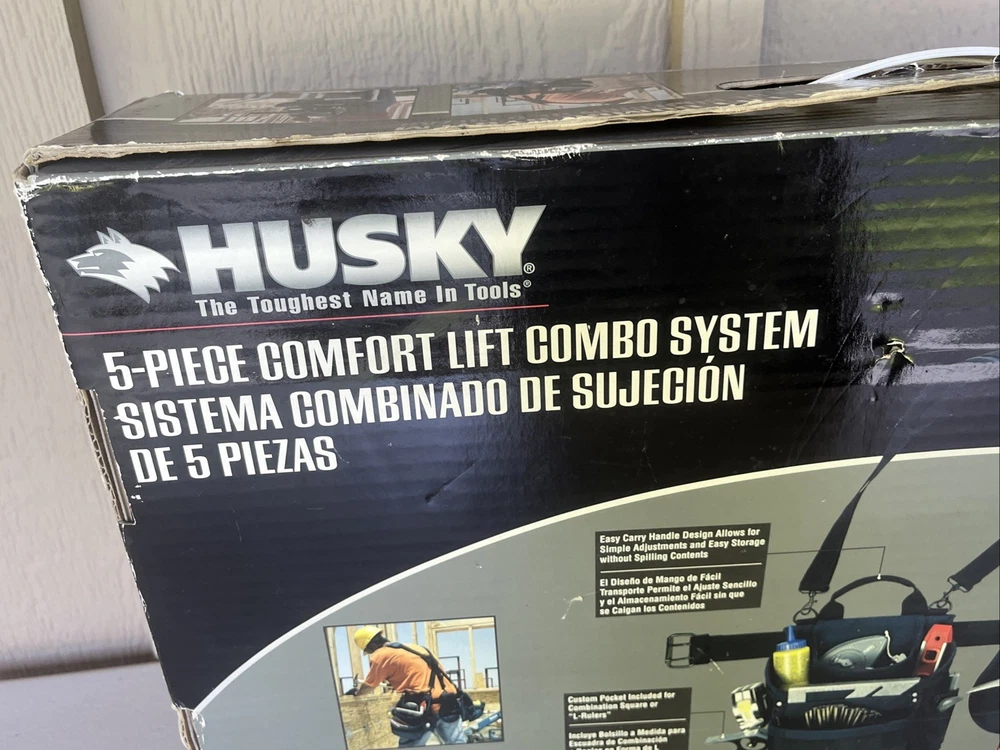 HUSKY®
The Toughest Name In Tools®
5-PIECE COMFORT LIFT COMBO SYSTEM
SISTEMA COMBINADO DE SUJECIÓN
DE 5 PIEZAS
Easy Carry Handle Design Allows for
Simple Adjustments and Easy Storage
without Spilling Contents
El Diseño de Mango de Fácil
Transporte Permite el Ajuste Sencillo
y el Almacenamiento Fácil sin que
se Caigan los Contenidos
Custom Pocket Included for
Combination Square or
"L-Rulers"
Incluye Bolsillo a Medida para
Escuadra de Combinación
en Forma de L